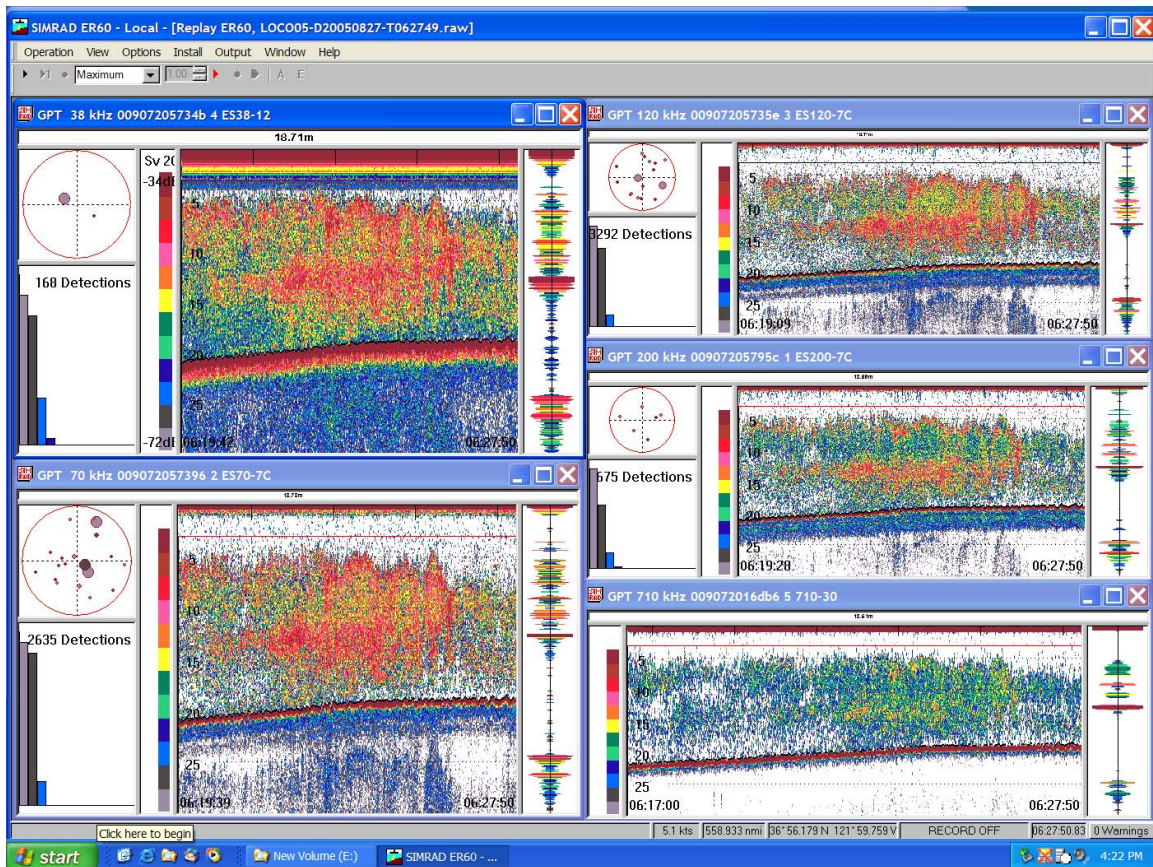 SIMRAD ER60 - Local - [Replay ER60, LOCO05-D20050827-T062749.raw]
Operation View Options Install Output Window Help
Maximum 1.00 A E
GPT 38 kHz 00907205734b 4 ES38-12
18.71m
Sv 20
-34dB
5
10
15
20
25
168 Detections
-72dB
06:19:42 06:27:50
GPT 120 kHz 00907205735e 3 ES120-7C
5
10
15
20
25
3292 Detections
06:19:09 06:27:50
GPT 200 kHz 00907205795c 1 ES200-7C
5
10
15
20
25
675 Detections
06:19:28 06:27:50
GPT 70 kHz 009072057396 2 ES70-7C
5
10
15
20
25
2635 Detections
06:19:39 06:27:50
GPT 710 kHz 009072016db6 5 710-30
5
10
15
20
25
06:17:00 06:27:50
Click here to begin
5.1 kts 558.933 nmi 36°56.179 N 121°59.759 W RECORD OFF 06:27:50.83 0 Warnings
start New Volume (E:) SIMRAD ER60 - ... 4:22 PM